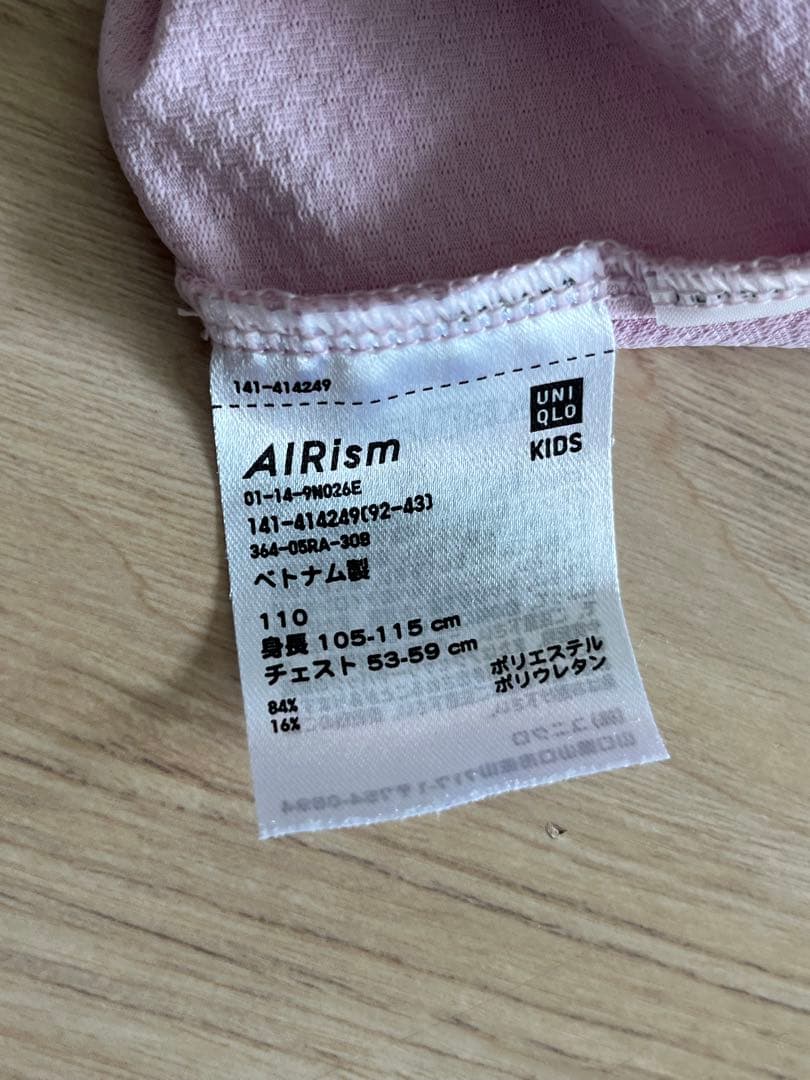 141-414249
UNI
QLO
KIDS
AIRism
01-14-9N026E
141-414249(92-43)
364-05RA-308
ベトナム製
110
身長 105-115 cm
チェスト 53-59 cm
84% ポリエステル
16% ポリウレタン